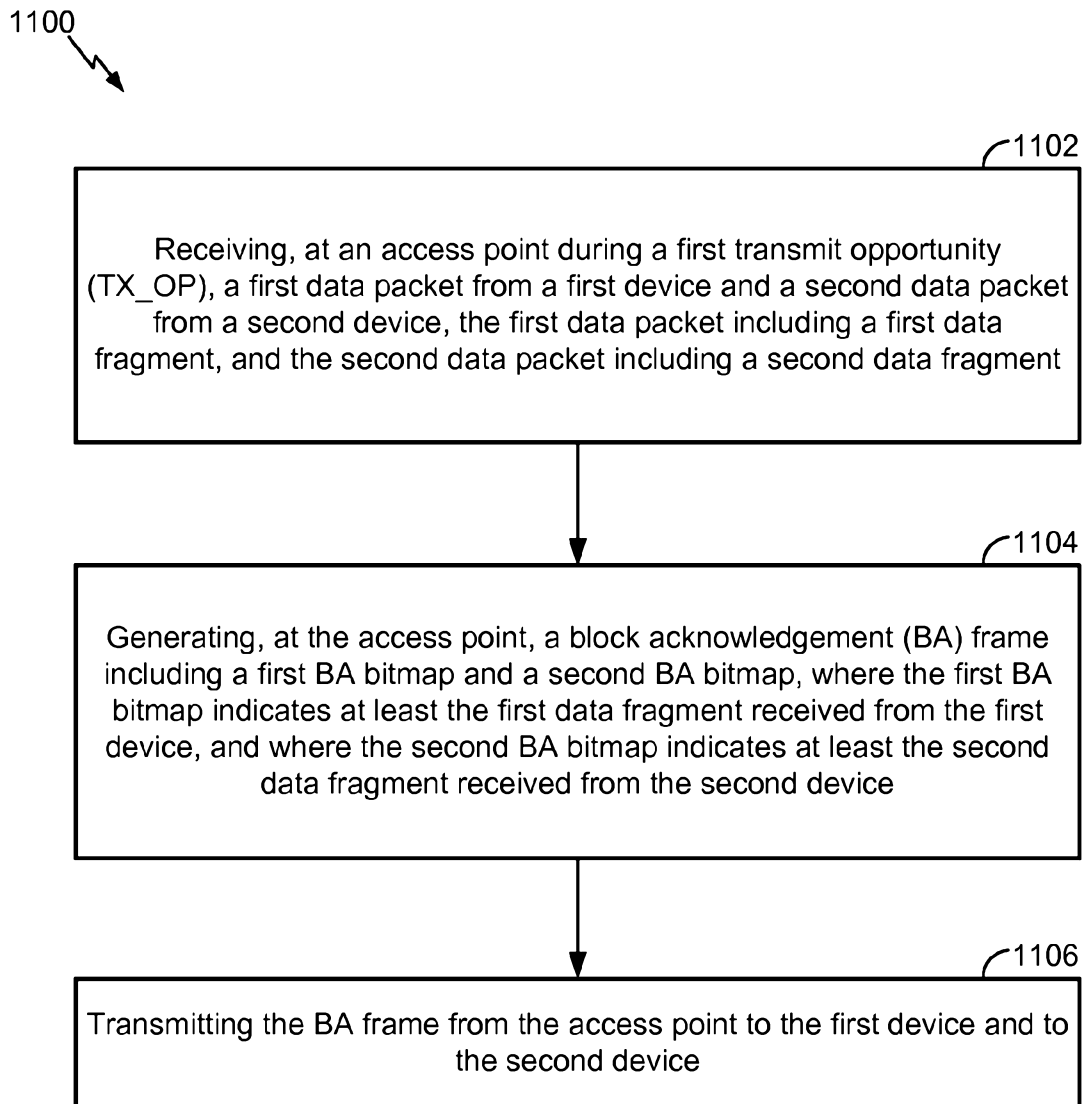 1100
1102
Receiving, at an access point during a first transmit opportunity
(TX_OP), a first data packet from a first device and a second data packet
from a second device, the first data packet including a first data
fragment, and the second data packet including a second data fragment
1104
Generating, at the access point, a block acknowledgement (BA) frame
including a first BA bitmap and a second BA bitmap, where the first BA
bitmap indicates at least the first data fragment received from the first
device, and where the second BA bitmap indicates at least the second
data fragment received from the second device
1106
Transmitting the BA frame from the access point to the first device and to
the second device